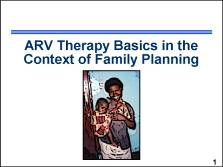 ARV Therapy Basics in the
Context of Family Planning
1